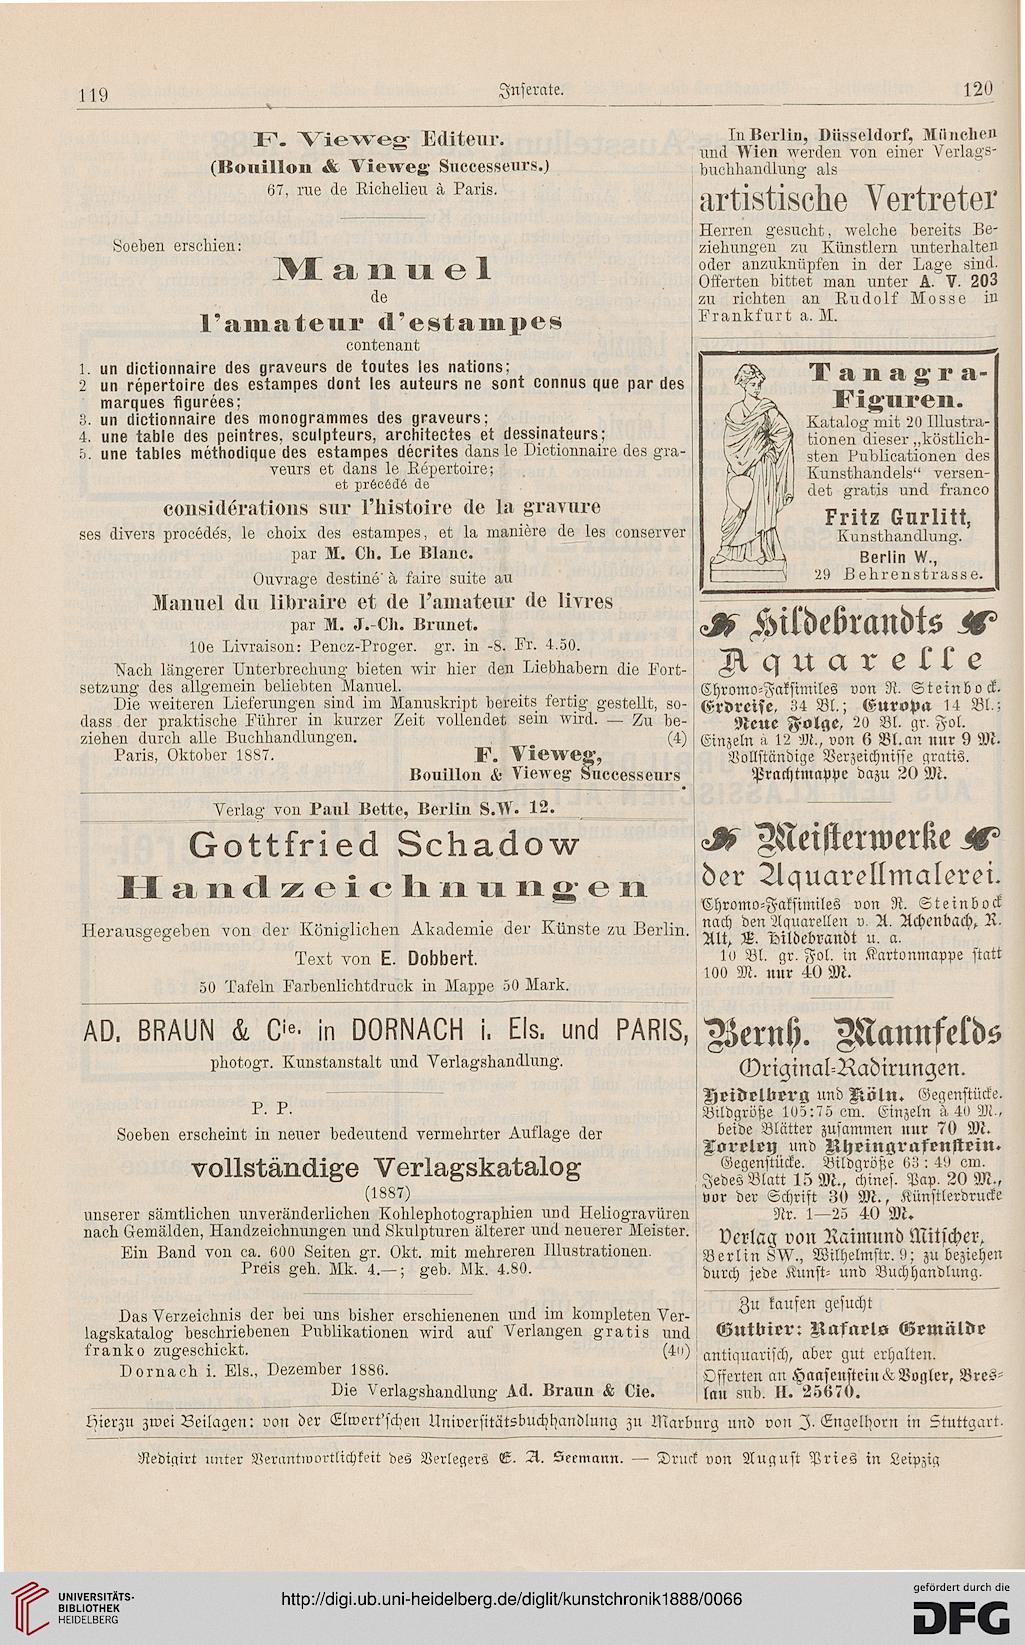 119
Inserate.
120
F. Vieweg Editeur.
(Bouillon & Vieweg Successeurs.)
67, rue de Richelieu à Paris.
Soeben erschien:
Manuel
de
l'amateur d'estampes
contenant
1. un dictionnaire des graveurs de toutes les nations;
2 un répertoire des estampes dont les auteurs ne sont connus que par des
marques figurées;
3. un dictionnaire des monogrammes des graveurs;
4. une table des peintres, sculpteurs, architectes et dessinateurs;
5. une tables méthodique des estampes décrites dans le Dictionnaire des gra-
veurs et dans le Répertoire;
et précédé de
considérations sur l'histoire de la gravure
ses divers procédés, le choix des estampes, et la manière de les conserver
par M. Ch. Le Blanc.
Ouvrage destiné à faire suite au
Manuel du libraire et de l'amateur de livres
par M. J.-Ch. Brunet.
10e Livraison: Pencz-Proger. gr. in -8. Fr. 4.50.
Nach längerer Unterbrechung bieten wir hier den Liebhabern die Fort-
setzung des allgemein beliebten Manuel.
Die weiteren Lieferungen sind im Manuskript bereits fertig gestellt, so-
dass der praktische Führer in kurzer Zeit vollendet sein wird. — Zu be-
ziehen durch alle Buchhandlungen. (4)
Paris, Oktober 1887. F. Vieweg,
Bouillon & Vieweg Successeurs
Verlag von Paul Bette, Berlin S.W. 12.
Gottfried Schadow
Handzeichnungen
Herausgegeben von der Königlichen Akademie der Künste zu Berlin.
Text von E. Dobbert.
50 Tafeln Farbenlichtdruck in Mappe 50 Mark.
AD. BRAUN & Cie. in DORNACH i. Els. und PARIS,
photogr. Kunstanstalt und Verlagshandlung.
P. P.
Soeben erscheint in neuer bedeutend vermehrter Auflage der
vollständige Verlagskatalog
(1887)
unserer sämtlichen unveränderlichen Kohlephotographien und Heliogravüren
nach Gemälden, Handzeichnungen und Skulpturen älterer und neuerer Meister.
Ein Band von ca. 600 Seiten gr. Okt. mit mehreren Illustrationen.
Preis geh. Mk. 4.—; geb. Mk. 4.80.
Das Verzeichnis der bei uns bisher erschienenen und im kompleten Ver-
lagskatalog beschriebenen Publikationen wird auf Verlangen gratis und
franko zugeschickt. (40)
Dornach i. Els., Dezember 1886.
Die Verlagshandlung Ad. Braun & Cie.
In Berlin, Düsseldorf, München
und Wien werden von einer Verlags-
buchhandlung als
artistische Vertreter
Herren gesucht, welche bereits Be-
ziehungen zu Künstlern unterhalten
oder anzuknüpfen in der Lage sind.
Offerten bittet man unter A. V. 203
zu richten an Rudolf Mosse in
Frankfurt a. M.
Tanagra-
Figuren.
Katalog mit 20 Illustra-
tionen dieser „köstlich-
sten Publicationen des
Kunsthandels“ versen-
det gratis und franco
Fritz Gurlitt,
Kunsthandlung.
Berlin W.,
29 Behrenstrasse.
Hildebrandts
Aquarelle
Chromo-Faksimiles von R. Steinbock.
Erdreise, 34 Bl.; Europa 14 Bl.;
Neue Folge, 20 Bl. gr. Fol.
Einzeln à 12 M., von 6 Bl. an nur 9 M.
Vollständige Verzeichnisse gratis.
Prachtmappe dazu 20 M.
Meisterwerke
der Aquarellmalerei.
Chromo-Faksimiles von R. Steinbock
nach den Aquarellen v. A. Achenbach, R.
Alt, E. Hildebrandt u. a.
10 Bl. gr. Fol. in Kartonmappe statt
100 M. nur 40 M.
Bernh. Mannfelds
Original-Radirungen.
Heidelberg und Köln. Gegenstücke.
Bildgröße 105:75 cm. Einzeln à 40 M.,
beide Blätter zusammen nur 70 M.
Loreley und Rheingrafenstein.
Gegenstücke. Bildgröße 63:49 cm.
Jedes Blatt 15 M., chines. Pap. 20 M.,
vor der Schrift 30 M., Künstlerdrucke
Nr. 1—25 40 M.
Verlag von Raimund Mitscher,
Berlin SW., Wilhelmstr. 9; zu beziehen
durch jede Kunst- und Buchhandlung.
Zu kaufen gesucht
Gutbier: Rafaels Gemälde
antiquarisch, aber gut erhalten.
Offerten an Haasenstein & Vogler, Bres-
lau sub. H. 25670.
Hierzu zwei Beilagen: von der Elwert'schen Universitätsbuchhandlung zu Marburg und von J. Engelhorn in Stuttgart.
Redigirt unter Verantwortlichkeit des Verlegers E. A. Seemann. — Druck von August Pries in Leipzig
UNIVERSITÄTS-
BIBLIOTHEK
HEIDELBERG
http://digi.ub.uni-heidelberg.de/diglit/kunstchronik1888/0066
gefördert durch die
DFG